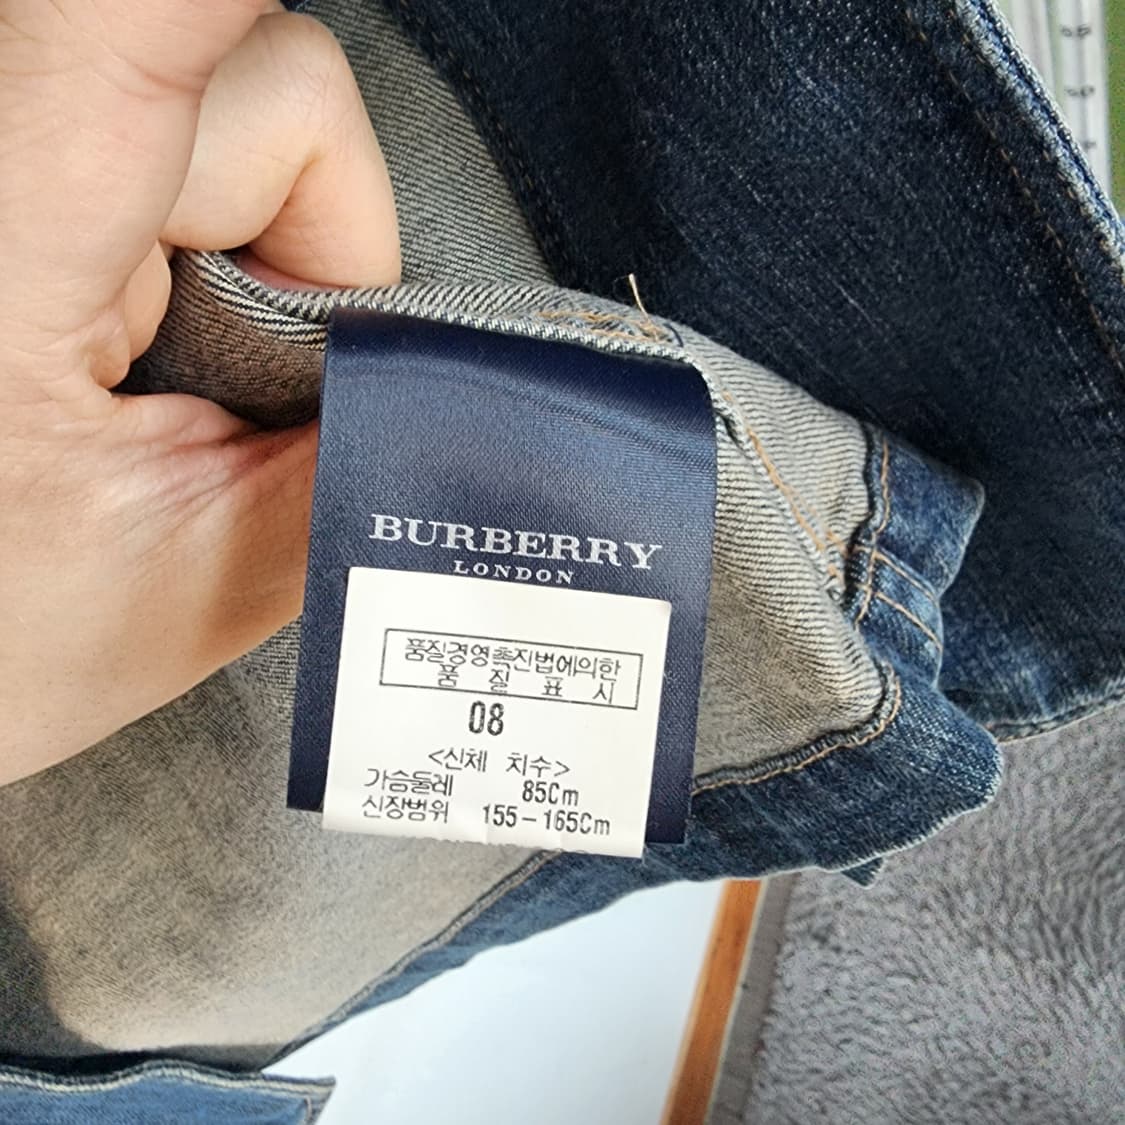 BURBERRY
LONDON
품질경영촉진법에의한
품 질 표 시
08
<신체 치수>
가슴둘레 85Cm
신장범위 155-165Cm